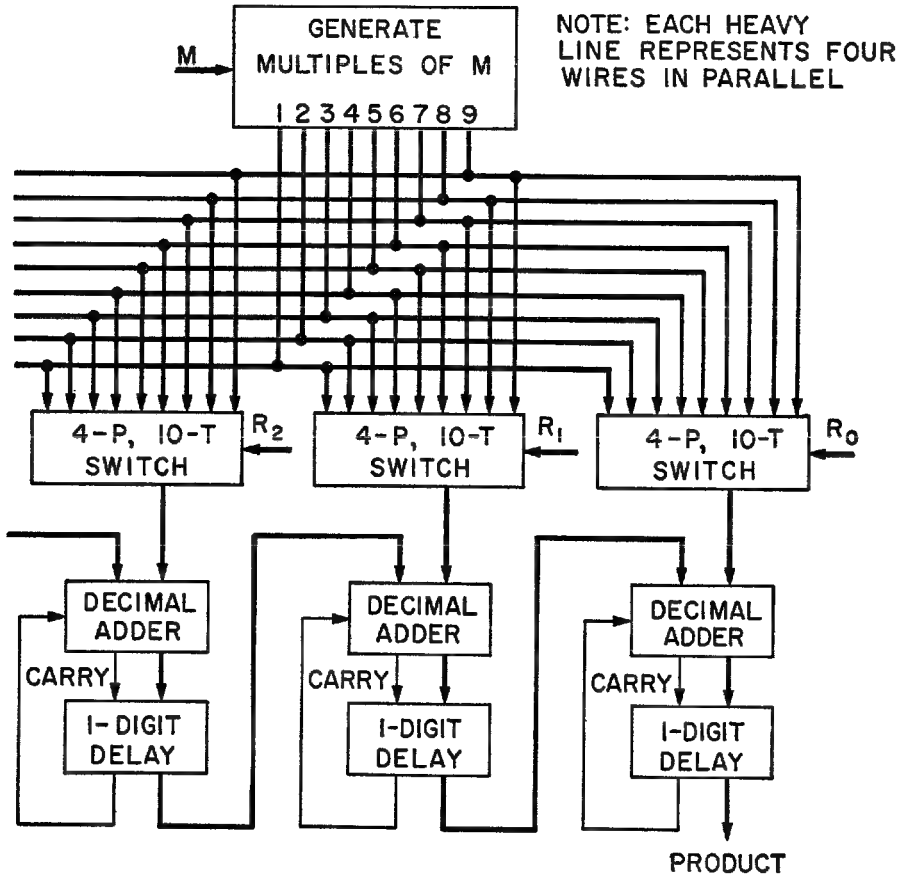 GENERATE
MULTIPLES OF M
1 2 3 4 5 6 7 8 9
M
NOTE: EACH HEAVY
LINE REPRESENTS FOUR
WIRES IN PARALLEL
4-P, 10-T
SWITCH
R2
4-P, 10-T
SWITCH
R1
4-P, 10-T
SWITCH
R0
DECIMAL
ADDER
DECIMAL
ADDER
DECIMAL
ADDER
CARRY
CARRY
CARRY
1-DIGIT
DELAY
1-DIGIT
DELAY
1-DIGIT
DELAY
PRODUCT